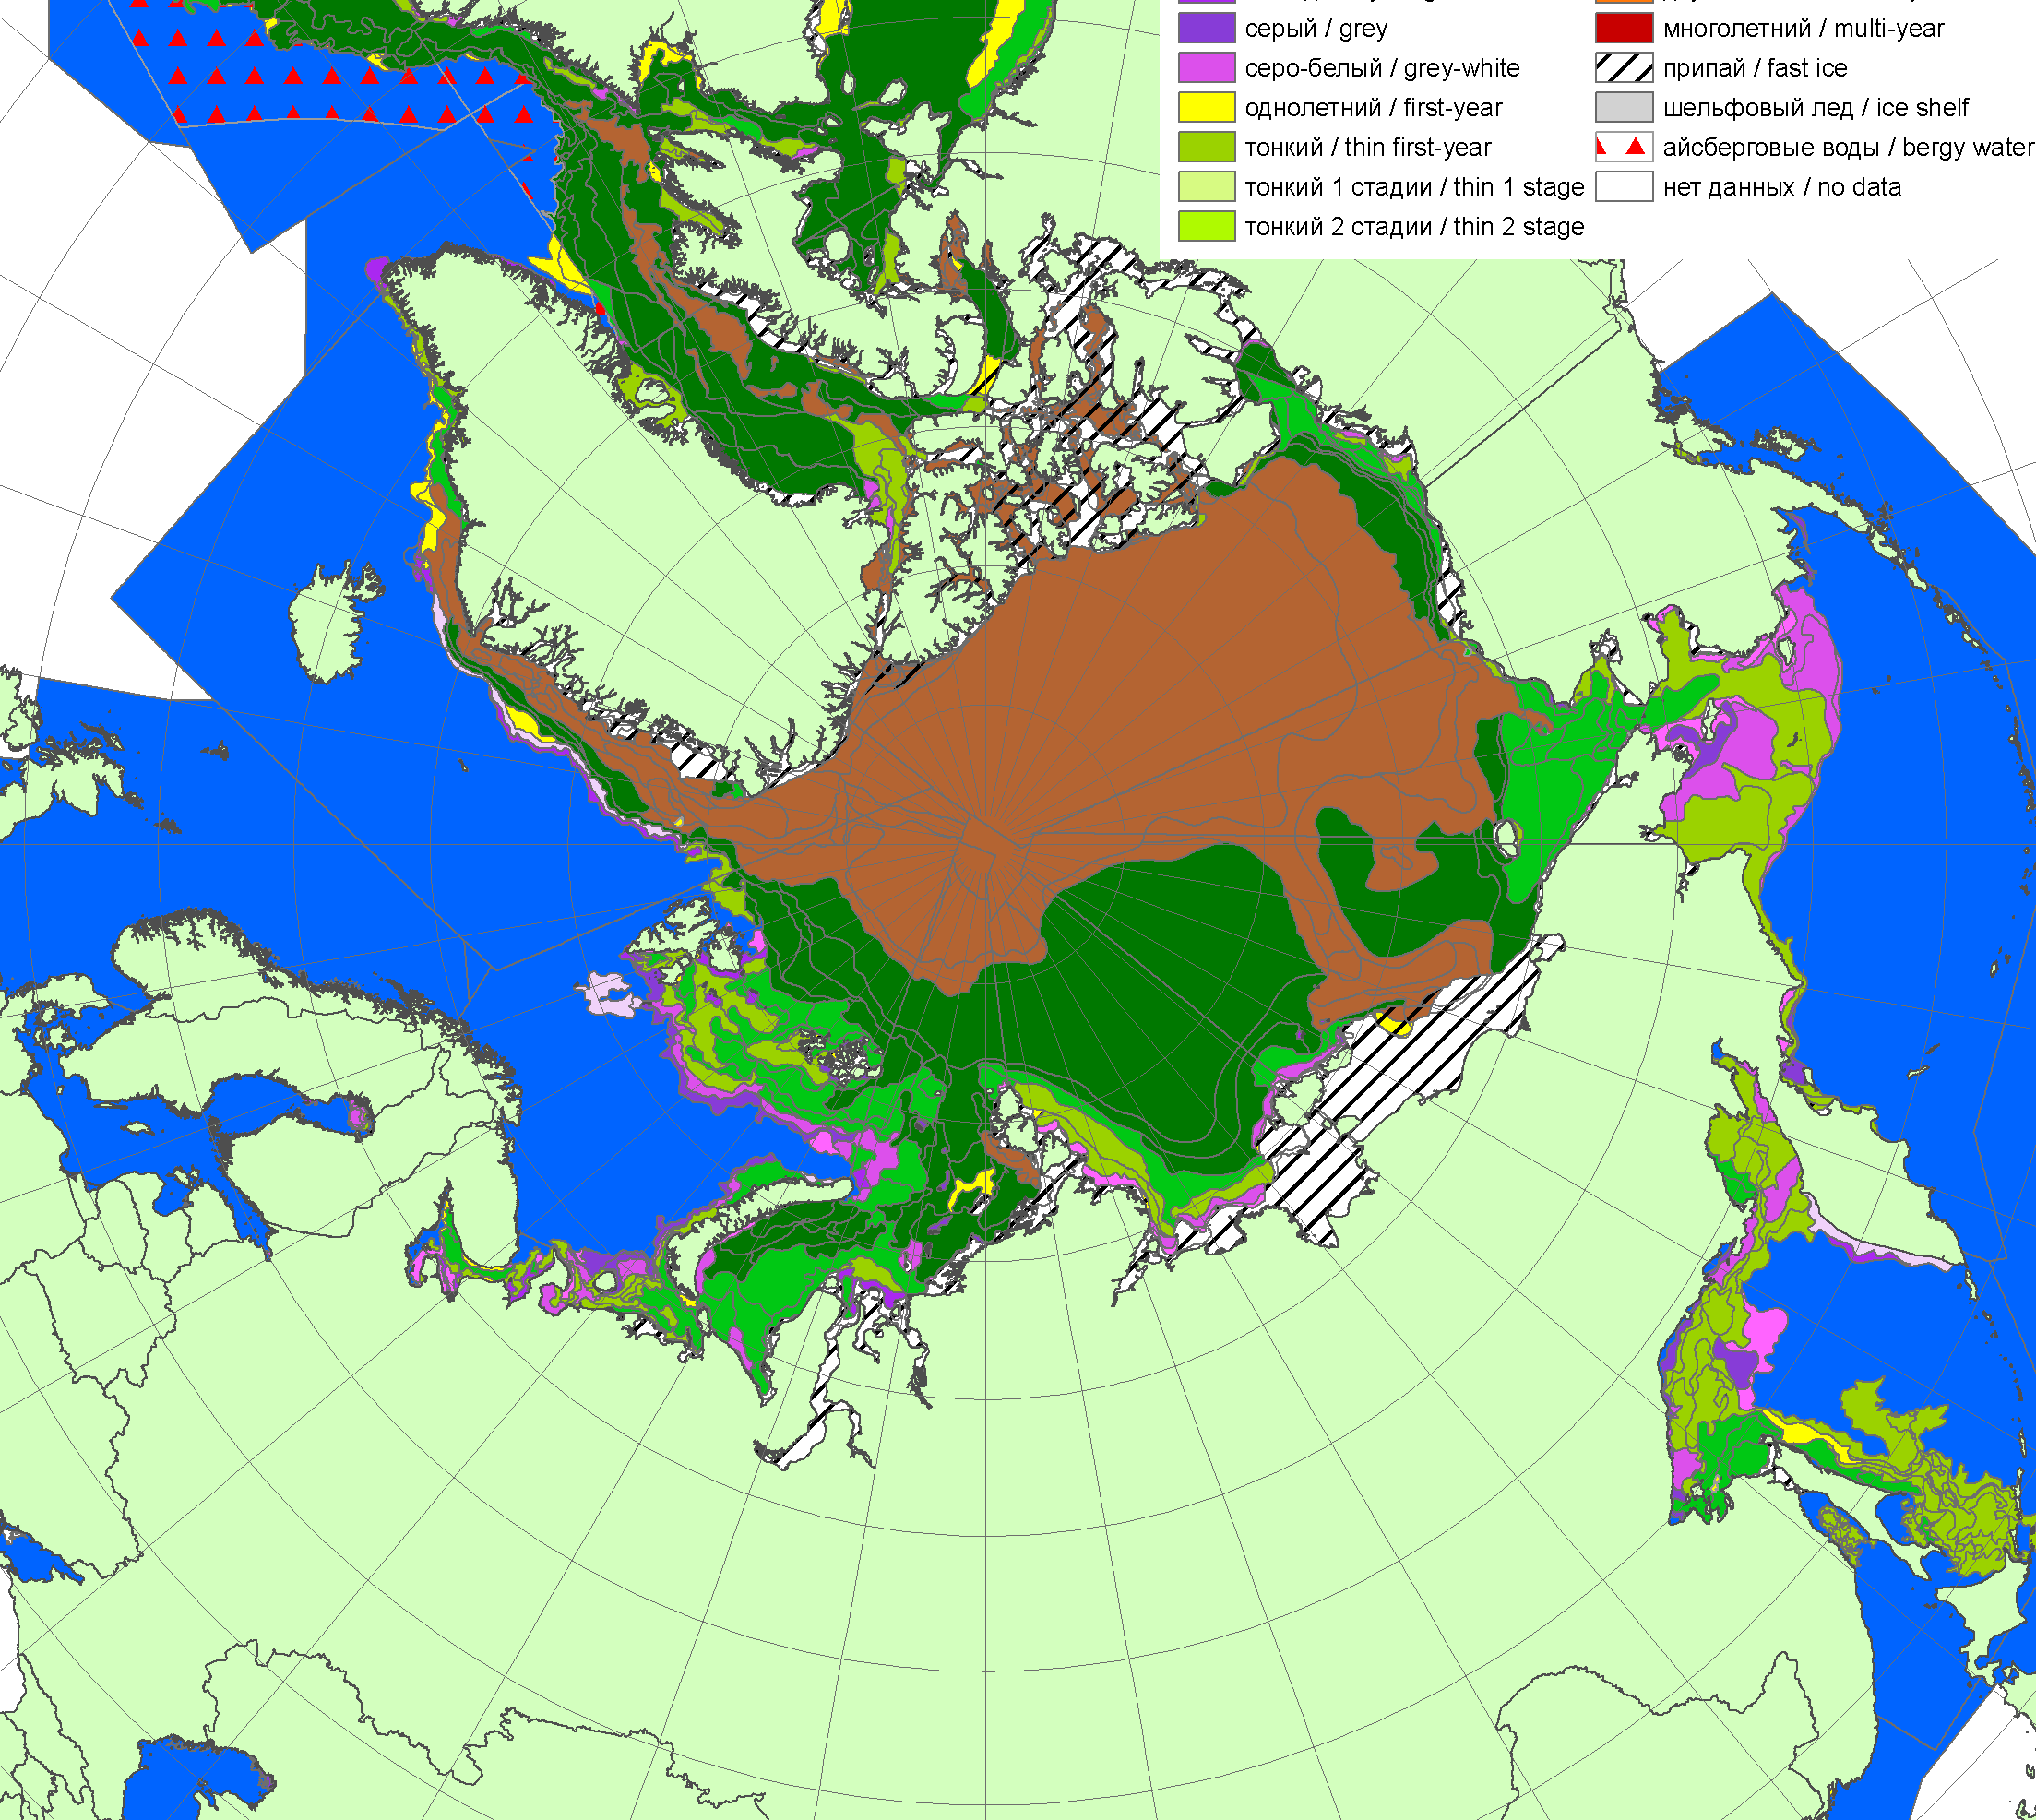 серый / grey
серо-белый / grey-white
однолетний / first-year
тонкий / thin first-year
тонкий 1 стадии / thin 1 stage
тонкий 2 стадии / thin 2 stage
многолетний / multi-year
припай / fast ice
шельфовый лед / ice shelf
айсберговые воды / bergy water
нет данных / no data